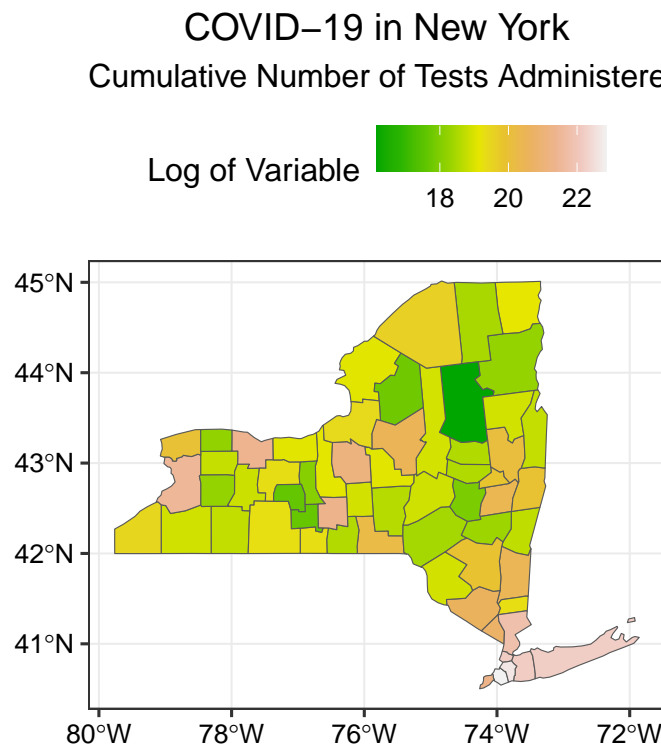 COVID−19 in New York
Cumulative Number of Tests Administere
Log of Variable
18 20 22
45°N
44°N
43°N
42°N
41°N
80°W 78°W 76°W 74°W 72°W